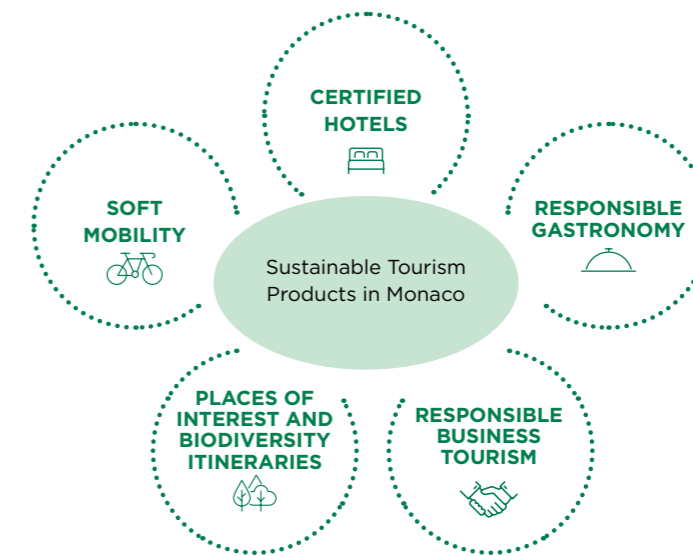 CERTIFIED
HOTELS
SOFT
MOBILITY
RESPONSIBLE
GASTRONOMY
Sustainable Tourism
Products in Monaco
PLACES OF
INTEREST AND
BIODIVERSITY
ITINERARIES
RESPONSIBLE
BUSINESS
TOURISM